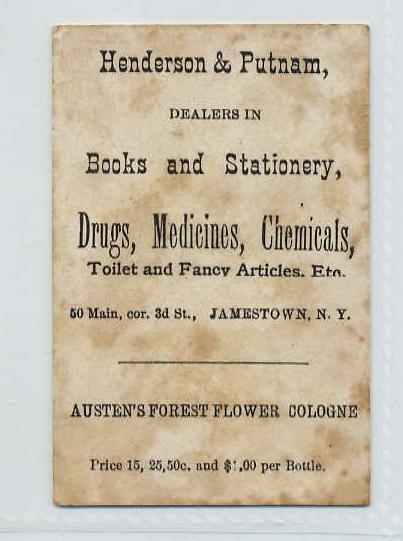 Henderson & Putnam,
DEALERS IN
Books and Stationery,
Drugs, Medicines, Chemicals,
Toilet and Fancy Articles. Etc.
50 Main, cor. 3d St., JAMESTOWN, N. Y.
AUSTEN'S FOREST FLOWER COLOGNE
Price 15, 25,50c. and $1,00 per Bottle.